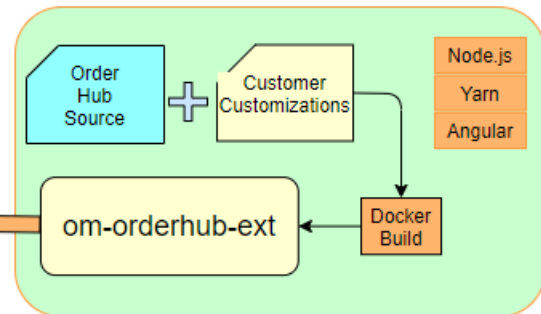 Order
Hub
Source
Customer
Customizations
Node.js
Yarn
Angular
om-orderhub-ext
Docker
Build